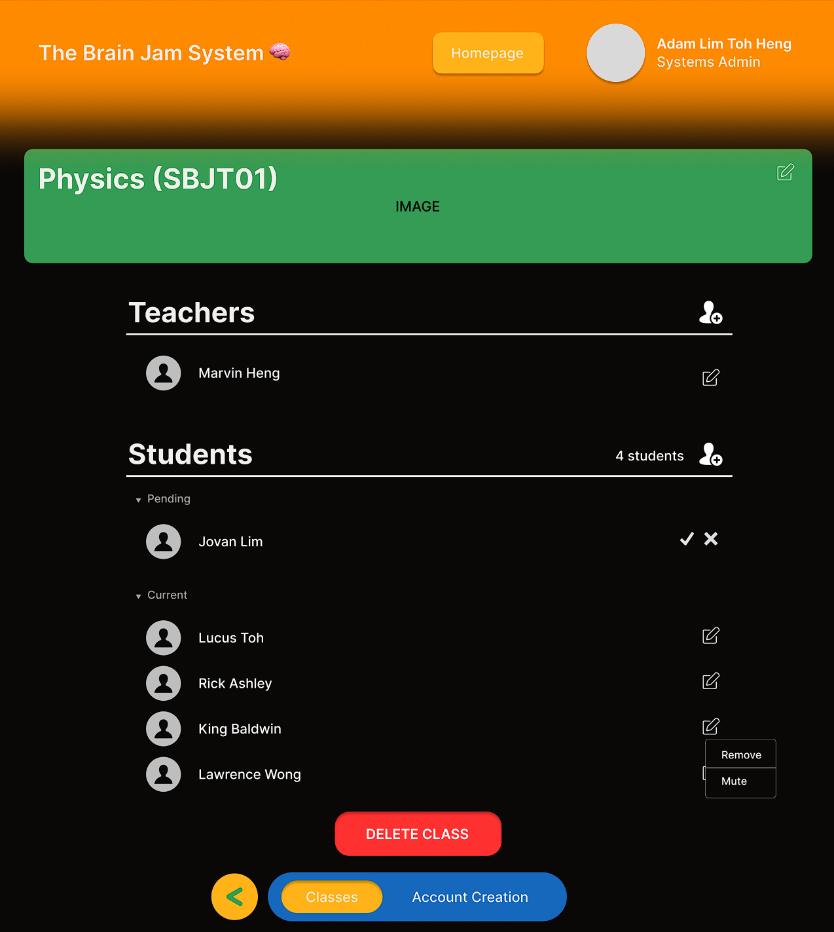 The Brain Jam System 🧠
Homepage
Adam Lim Toh Heng
Systems Admin
Physics (SBJT01)
IMAGE
Teachers
Marvin Heng
Students
4 students
Pending
Jovan Lim
Current
Lucus Toh
Rick Ashley
King Baldwin
Remove
Lawrence Wong
Mute
DELETE CLASS
<
Classes
Account Creation